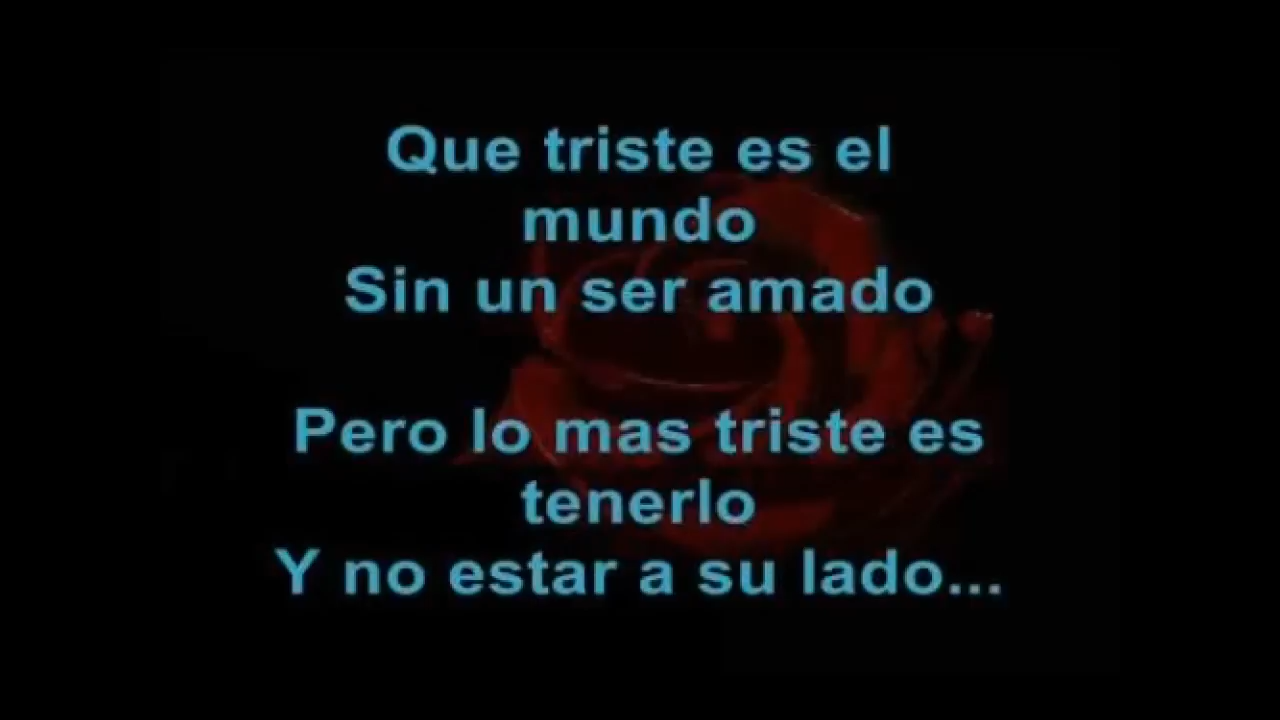 Que triste es el
mundo
Sin un ser amado
Pero lo mas triste es
tenerlo
Y no estar a su lado...